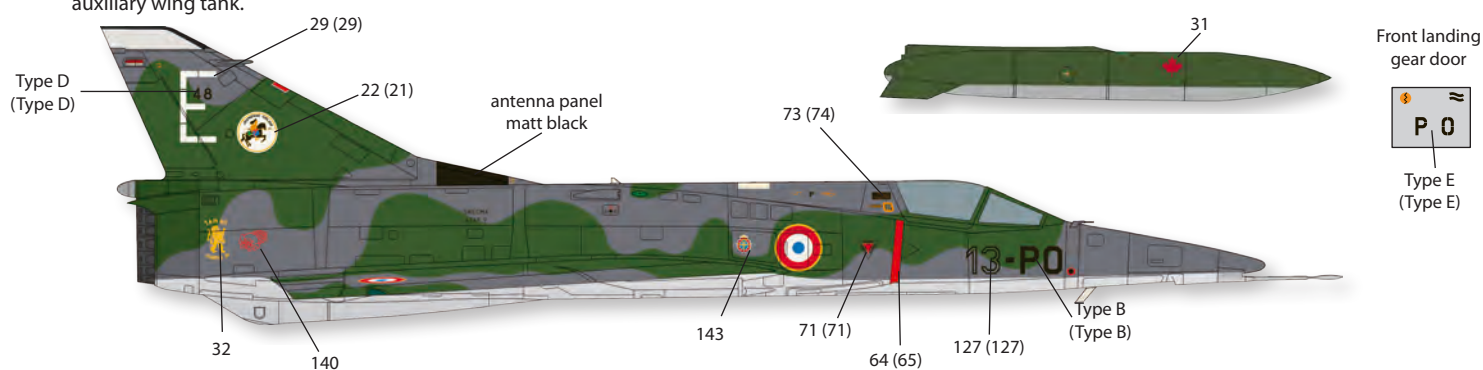 auxiliary wing tank.
29 (29)
31
Front landing
gear door
Type D
(Type D)
E
48
22 (21)
antenna panel
matt black
73 (74)
P O
Type E
(Type E)
13-PO
32
140
143
71 (71)
64 (65)
127 (127)
Type B
(Type B)